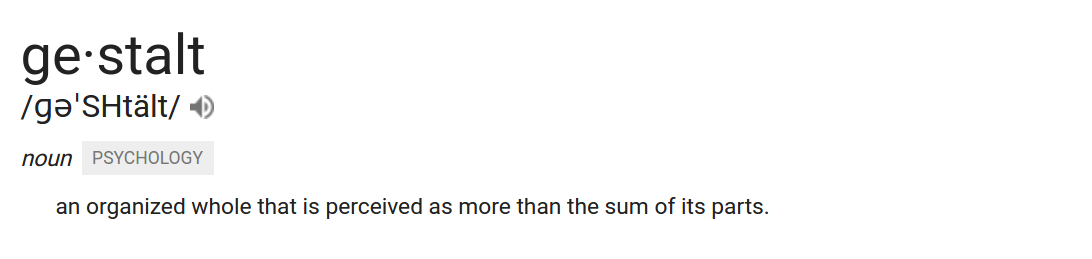 ge·stalt
/ɡəˈSHtält/
noun PSYCHOLOGY
an organized whole that is perceived as more than the sum of its parts.